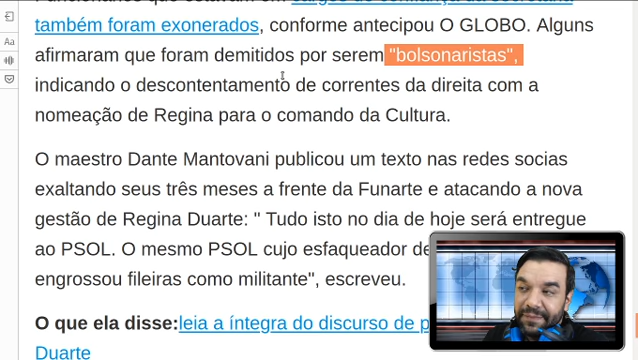 também foram exonerados, conforme antecipou O GLOBO. Alguns
afirmaram que foram demitidos por serem "bolsonaristas",
indicando o descontentamento de correntes da direita com a
nomeação de Regina para o comando da Cultura.
O maestro Dante Mantovani publicou um texto nas redes socias
exaltando seus três meses a frente da Funarte e atacando a nova
gestão de Regina Duarte: " Tudo isto no dia de hoje será entregue
ao PSOL. O mesmo PSOL cujo esfaqueador de
engrossou fileiras como militante", escreveu.
O que ela disse:leia a íntegra do discurso de p
Duarte
Aa